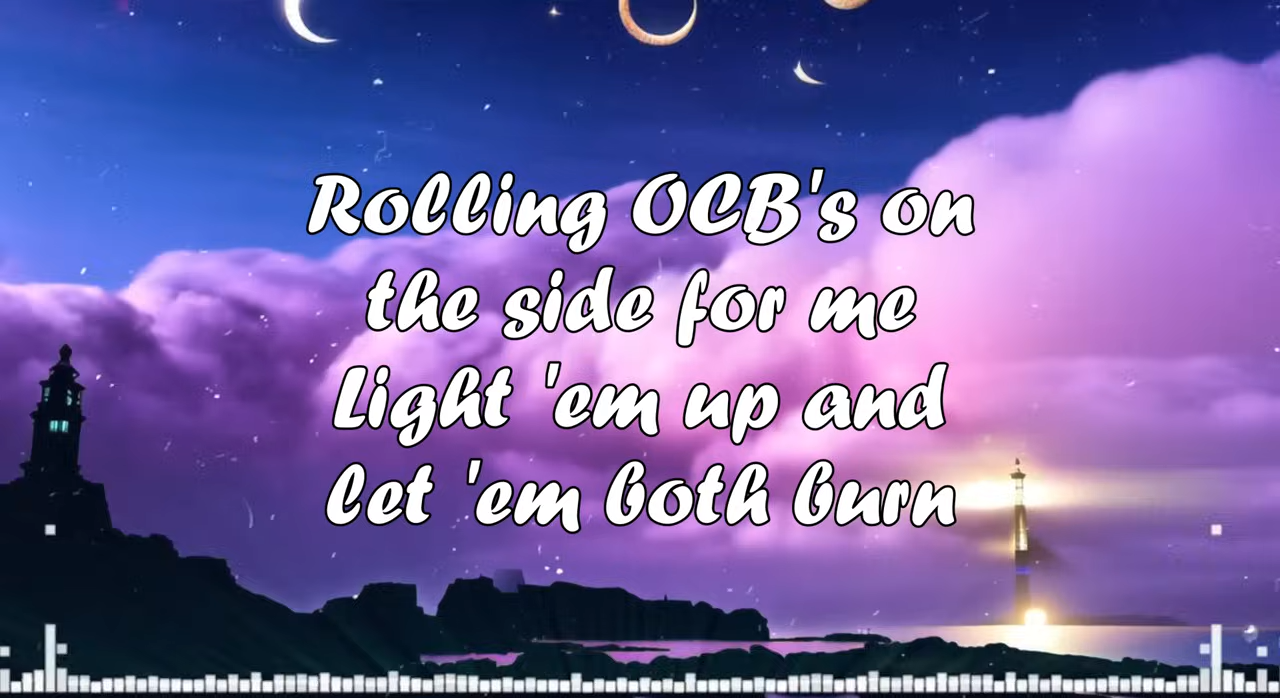 Rolling OCB's on
the side for me
Light 'em up and
let 'em both burn